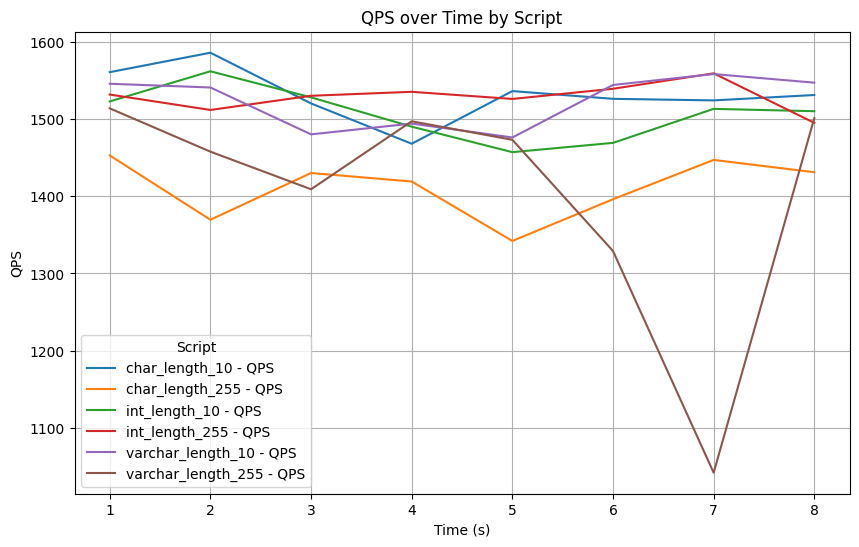 QPS over Time by Script
1600
1500
1400
1300
1200
1100
QPS
Script
char_length_10 - QPS
char_length_255 - QPS
int_length_10 - QPS
int_length_255 - QPS
varchar_length_10 - QPS
varchar_length_255 - QPS
1 2 3 4 5 6 7 8
Time (s)